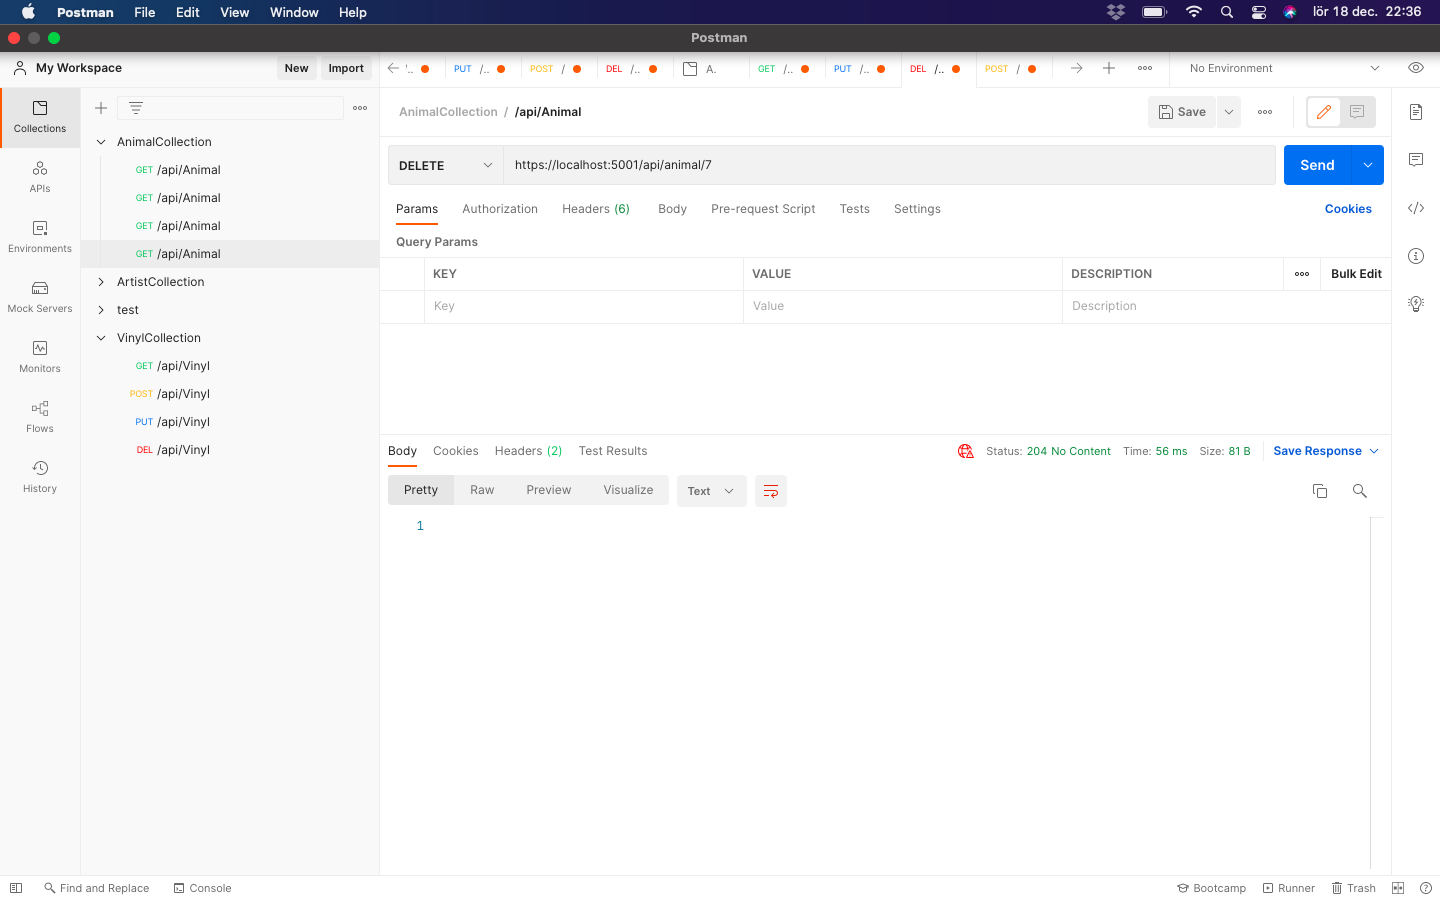 Postman File Edit View Window Help lör 18 dec. 22:36
Postman
My Workspace New Import
'.. PUT /.. POST / DEL /.. A. GET /.. PUT /.. DEL /.. POST / No Environment
AnimalCollection / /api/Animal Save
DELETE https://localhost:5001/api/animal/7 Send
Params Authorization Headers (6) Body Pre-request Script Tests Settings Cookies
Query Params
KEY VALUE DESCRIPTION Bulk Edit
Key Value Description
Collections
APIs
Environments
Mock Servers
Monitors
Flows
History
AnimalCollection
GET /api/Animal
GET /api/Animal
GET /api/Animal
GET /api/Animal
ArtistCollection
test
VinylCollection
GET /api/Vinyl
POST /api/Vinyl
PUT /api/Vinyl
DEL /api/Vinyl
Body Cookies Headers (2) Test Results Status: 204 No Content Time: 56 ms Size: 81 B Save Response
Pretty Raw Preview Visualize Text
1
Find and Replace Console Bootcamp Runner Trash